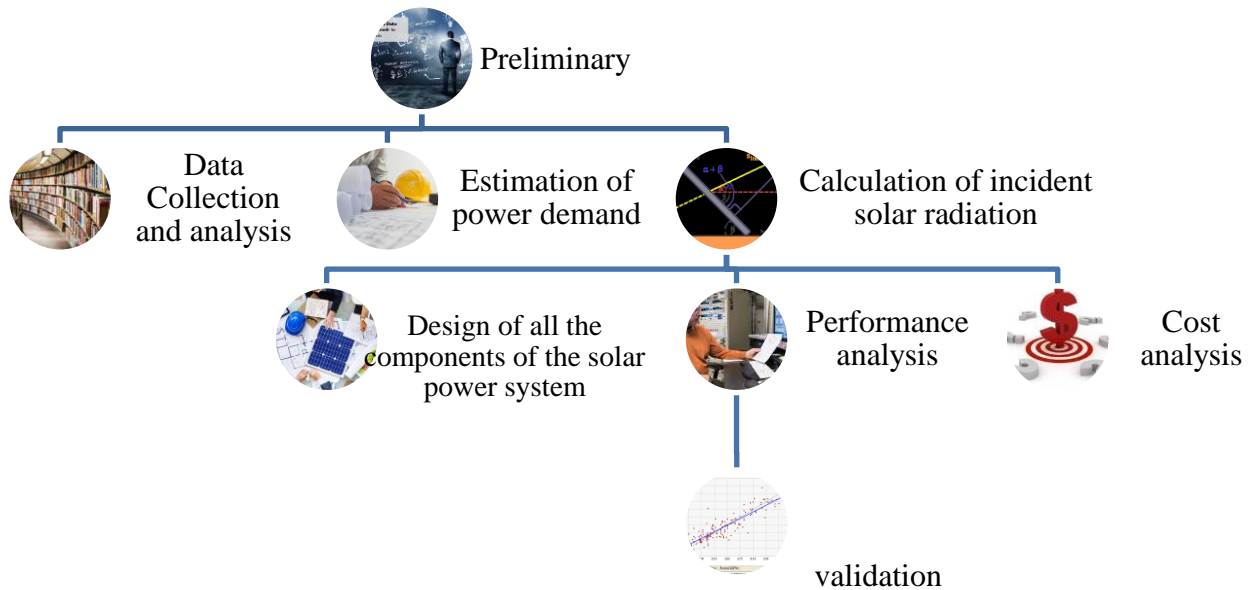 Preliminary
Data
Collection
and analysis
Estimation of
power demand
α + β
Calculation of incident
solar radiation
Design of all the
components of the solar
power system
Performance
analysis
Cost
analysis
validation